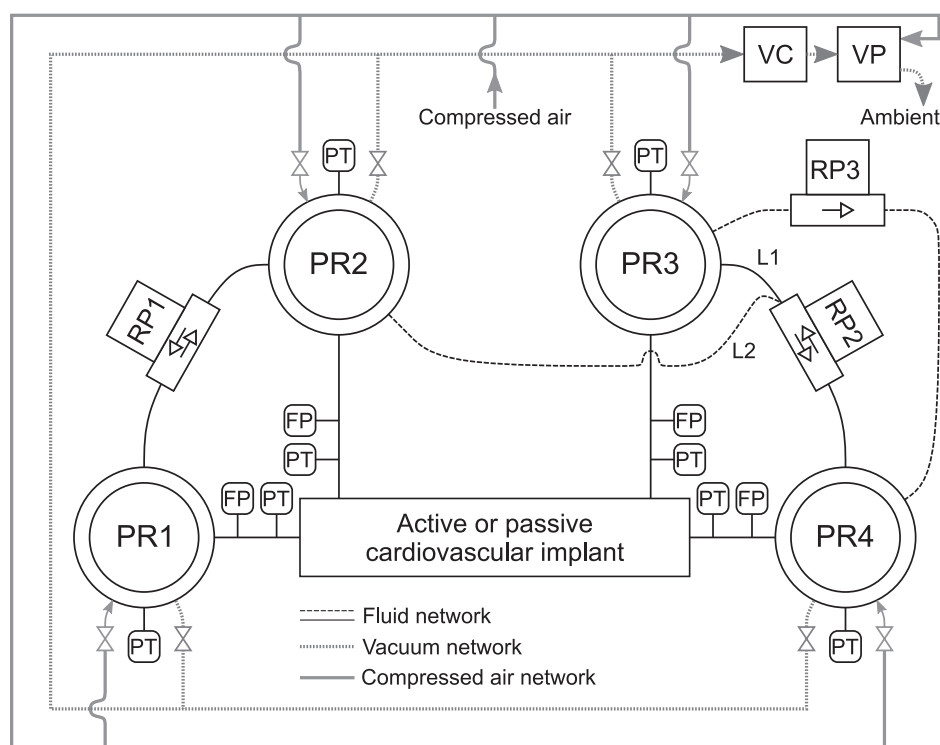 VC
VP
Compressed air
Ambient
PT
PT
RP3
PR2
PR3
L1
RP1
RP2
L2
FP
FP
PT
PT
FP
PT
PT
FP
PR1
Active or passive
cardiovascular implant
PR4
Fluid network
PT
Vacuum network
PT
Compressed air network